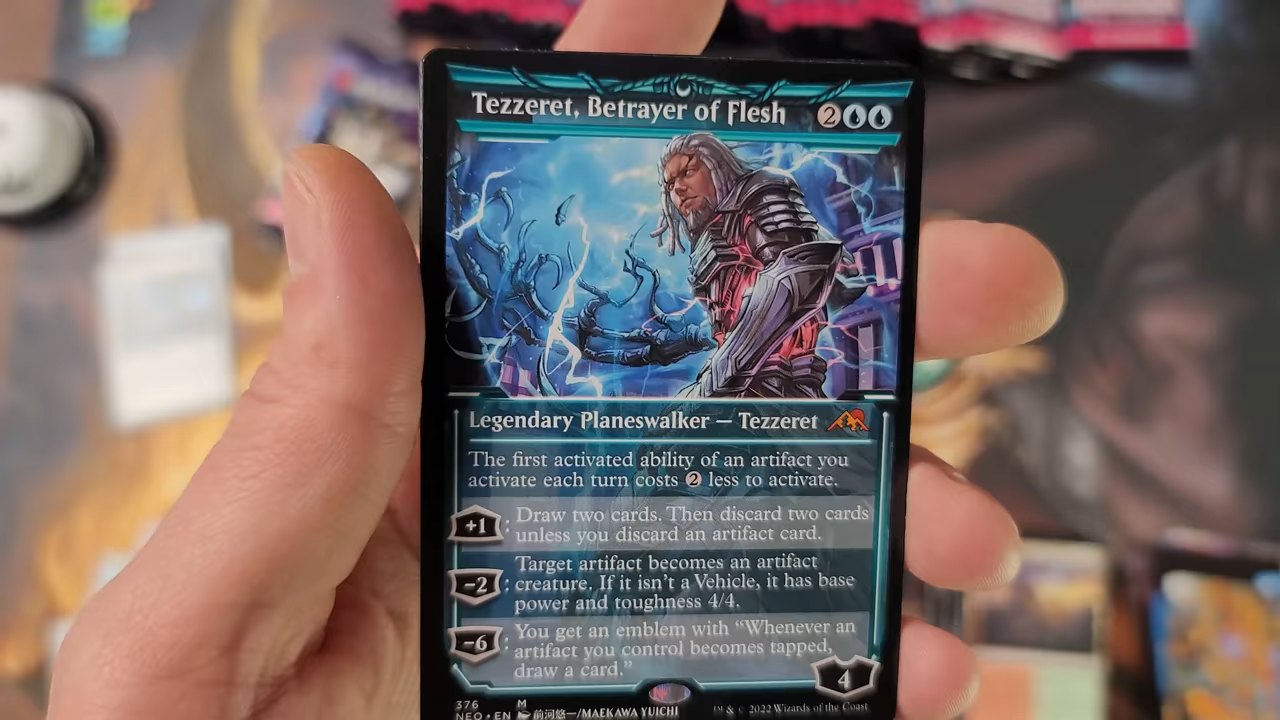 Tezzeret, Betrayer of Flesh 2
Legendary Planeswalker — Tezzeret
The first activated ability of an artifact you
activate each turn costs 2 less to activate.
+1: Draw two cards. Then discard two cards
unless you discard an artifact card.
Target artifact becomes an artifact
−2: creature. If it isn't a Vehicle, it has base
power and toughness 4/4.
−6: You get an emblem with “Whenever an
artifact you control becomes tapped,
draw a card.”
4
376 M
NEO • EN 前河悠一/MAEKAWA YUICHI
™ & © 2022 Wizards of the Coast